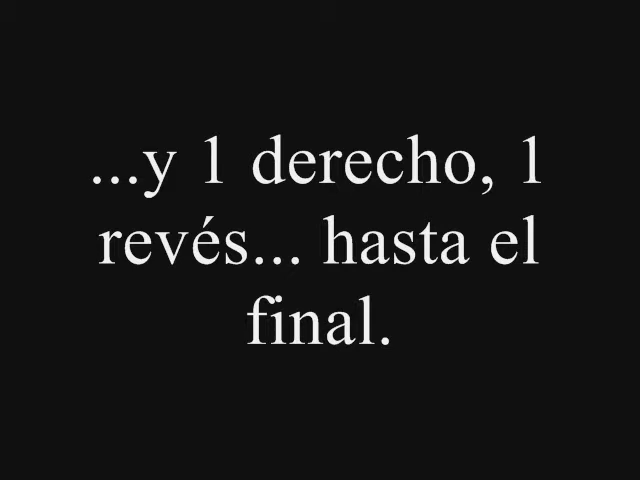 ...y 1 derecho, 1
revés... hasta el
final.